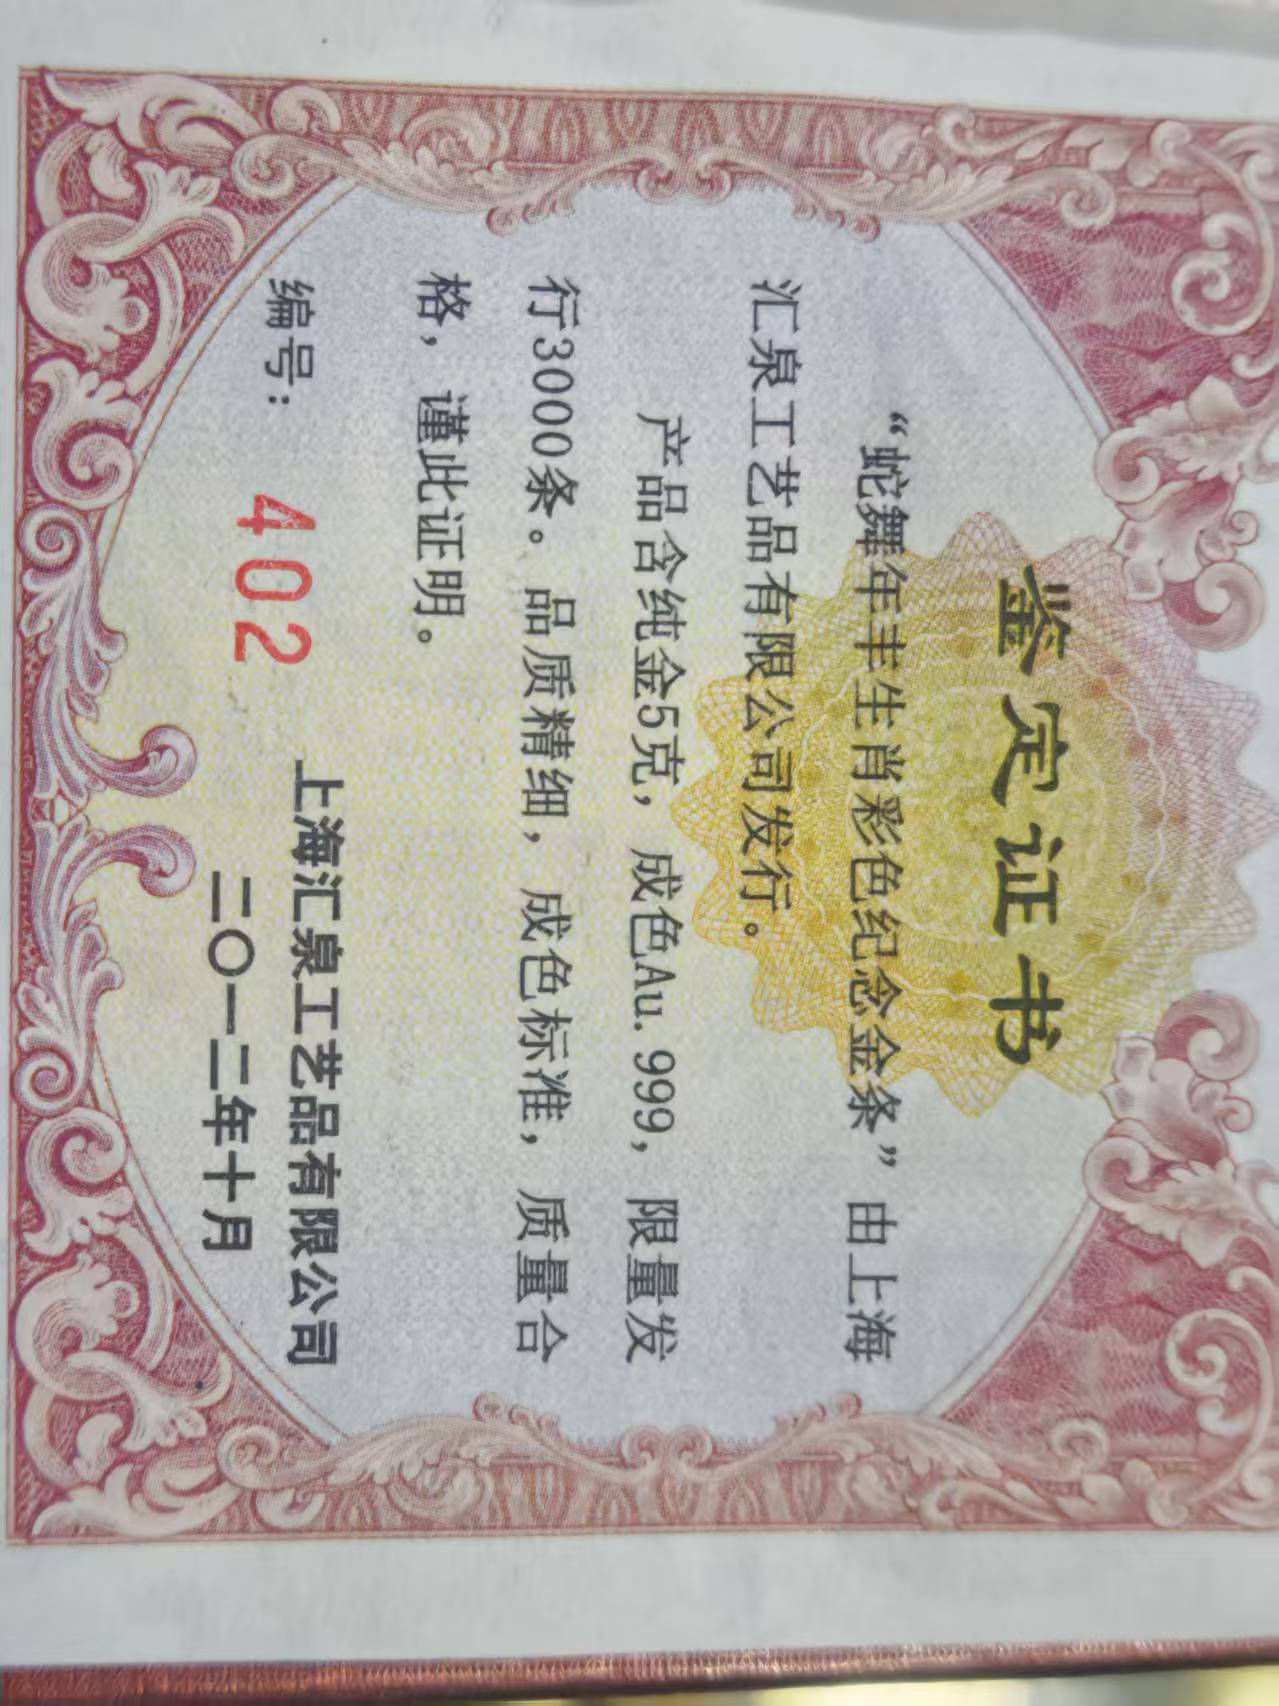 鉴定证书
“蛇舞年丰生肖彩色纪念金条”由上海
汇泉工艺品有限公司发行。
产品含纯金5克，成色Au.999，限量发
行3000条。品质精细，成色标准，质量合
格，谨此证明。
编号：402
上海汇泉工艺品有限公司
二〇一二年十月